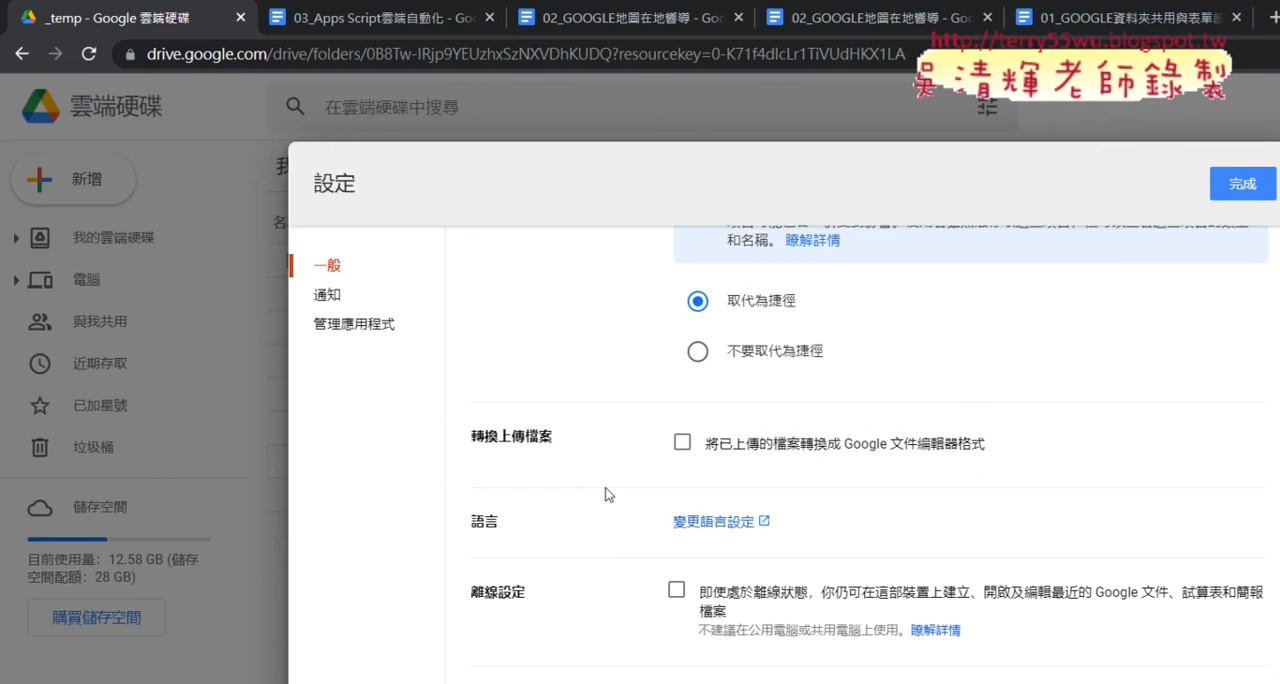 _temp - Google 雲端硬碟
03_Apps Script雲端自動化 - Go
02_GOOGLE地圖在地嚮導 - Goo
02_GOOGLE地圖在地嚮導 - Goo
01_GOOGLE資料夾共用與表單
drive.google.com/drive/folders/0B8Tw-IRjp9YEUzhxSzNXVDhKUDQ?resourcekey=0-K71f4dlcLr1TiVUdHKX1LA
http://terry55wu.blogspot.tw
吳清輝老師錄製
雲端硬碟
在雲端硬碟中搜尋
新增
我的雲端硬碟
電腦
與我共用
近期存取
已加星號
垃圾桶
儲存空間
目前使用量：12.58 GB (儲存
空間配額：28 GB)
購買儲存空間
我
名
設定
完成
一般
通知
管理應用程式
和名稱。 瞭解詳情
取代為捷徑
不要取代為捷徑
轉換上傳檔案
將已上傳的檔案轉換成 Google 文件編輯器格式
語言
變更語言設定
離線設定
即使處於離線狀態，你仍可在這部裝置上建立、開啟及編輯最近的 Google 文件、試算表和簡報
檔案
不建議在公用電腦或共用電腦上使用。瞭解詳情